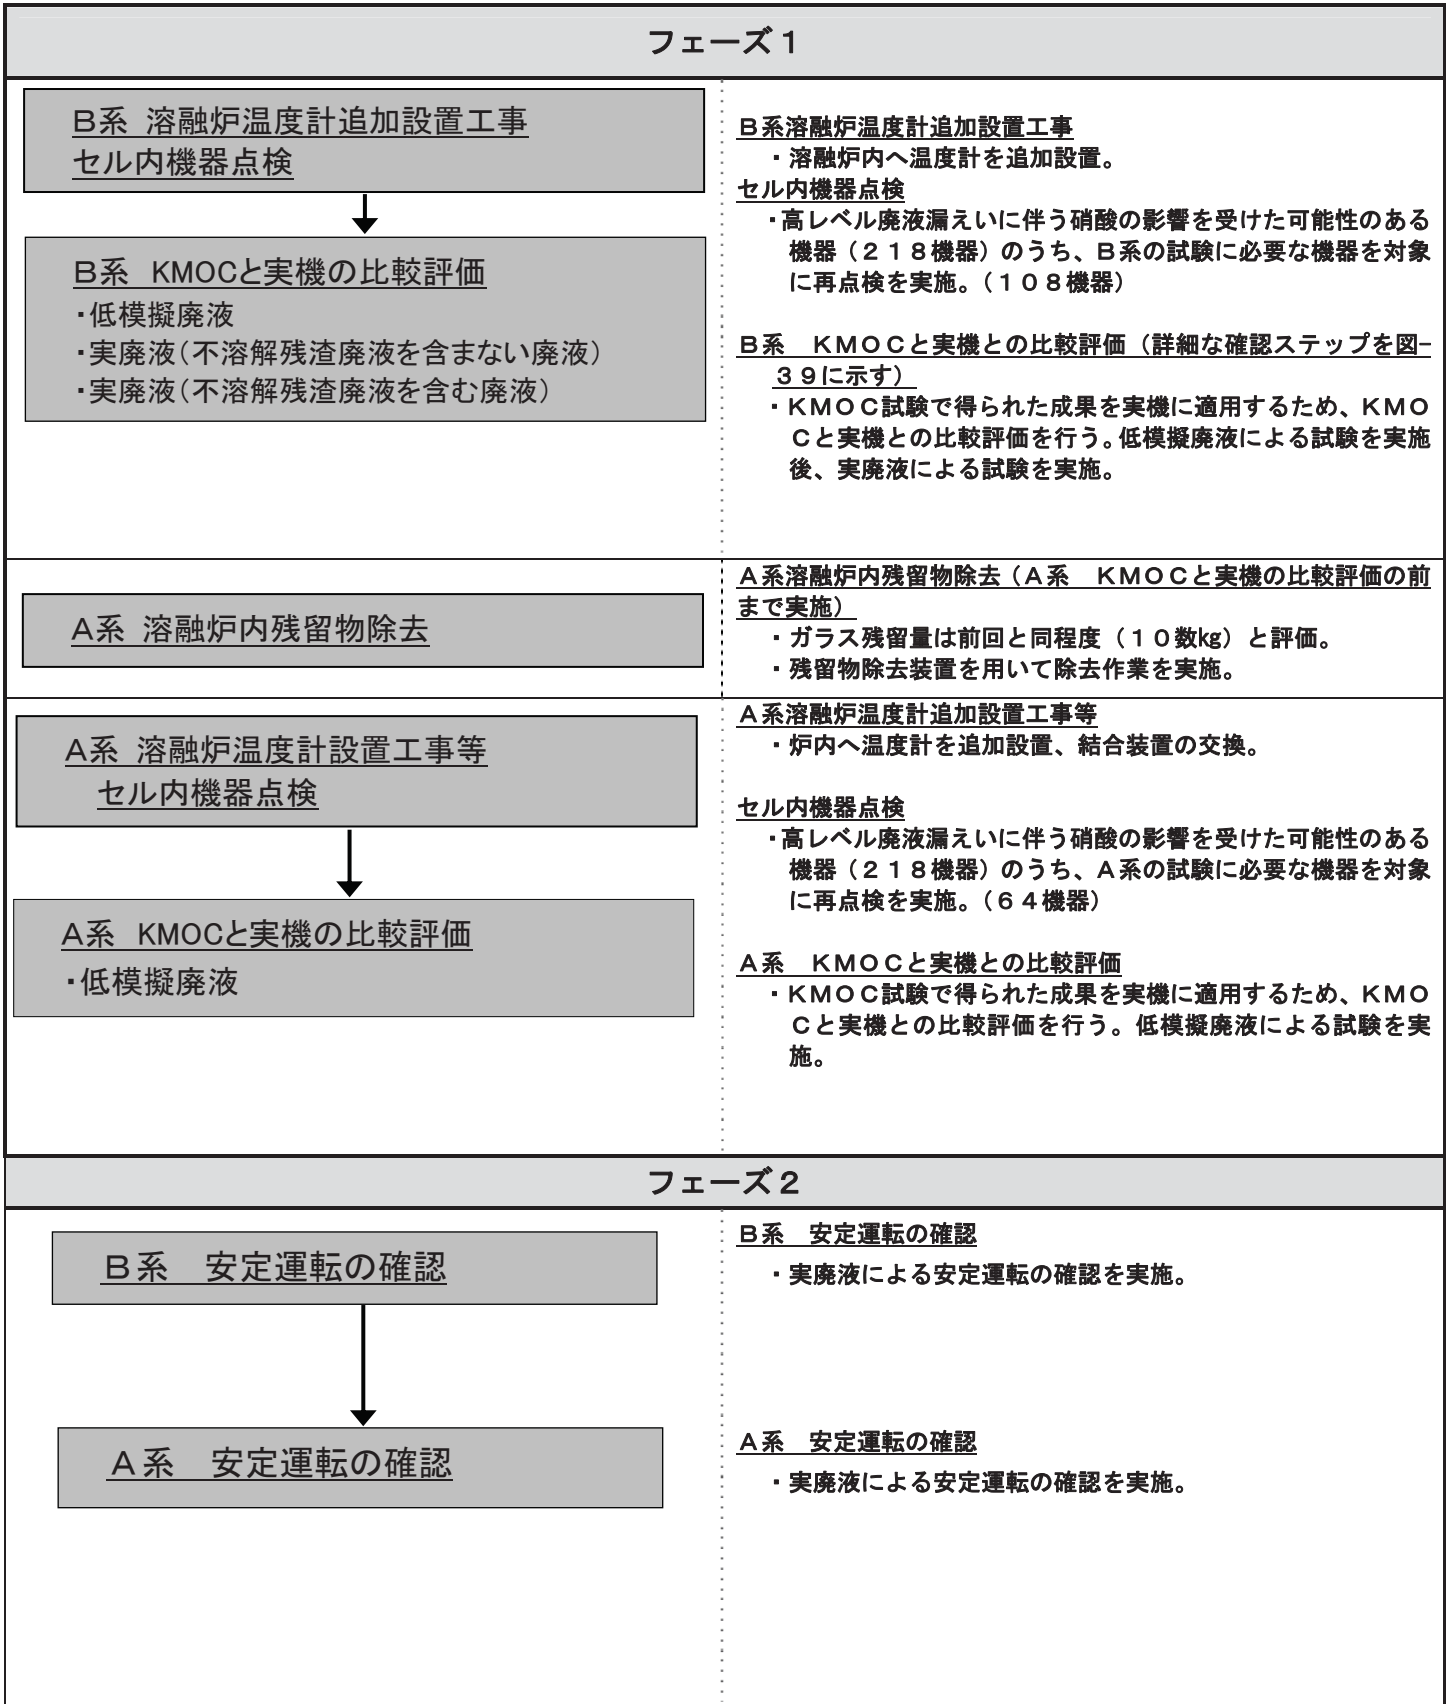 フェーズ１
Ｂ系 溶融炉温度計追加設置工事
セル内機器点検
Ｂ系　KMOCと実機の比較評価
・低模擬廃液
・実廃液（不溶解残渣廃液を含まない廃液）
・実廃液（不溶解残渣廃液を含む廃液）
Ｂ系溶融炉温度計追加設置工事
・溶融炉内へ温度計を追加設置。
セル内機器点検
・高レベル廃液漏えいに伴う硝酸の影響を受けた可能性のある
機器（２１８機器）のうち、Ｂ系の試験に必要な機器を対象
に再点検を実施。（１０８機器）
Ｂ系　ＫＭＯＣと実機との比較評価（詳細な確認ステップを図-
３９に示す）
・ＫＭＯＣ試験で得られた成果を実機に適用するため、ＫＭＯ
Ｃと実機との比較評価を行う。低模擬廃液による試験を実施
後、実廃液による試験を実施。
Ａ系 溶融炉内残留物除去
Ａ系溶融炉内残留物除去（Ａ系　ＫＭＯＣと実機の比較評価の前
まで実施）
・ガラス残留量は前回と同程度（１０数㎏）と評価。
・残留物除去装置を用いて除去作業を実施。
Ａ系 溶融炉温度計設置工事等
セル内機器点検
Ａ系　KMOCと実機の比較評価
・低模擬廃液
Ａ系溶融炉温度計追加設置工事等
・炉内へ温度計を追加設置、結合装置の交換。
セル内機器点検
・高レベル廃液漏えいに伴う硝酸の影響を受けた可能性のある
機器（２１８機器）のうち、Ａ系の試験に必要な機器を対象
に再点検を実施。（６４機器）
Ａ系　ＫＭＯＣと実機との比較評価
・ＫＭＯＣ試験で得られた成果を実機に適用するため、ＫＭＯ
Ｃと実機との比較評価を行う。低模擬廃液による試験を実
施。
フェーズ２
Ｂ系　安定運転の確認
Ａ系　安定運転の確認
Ｂ系　安定運転の確認
・実廃液による安定運転の確認を実施。
Ａ系　安定運転の確認
・実廃液による安定運転の確認を実施。